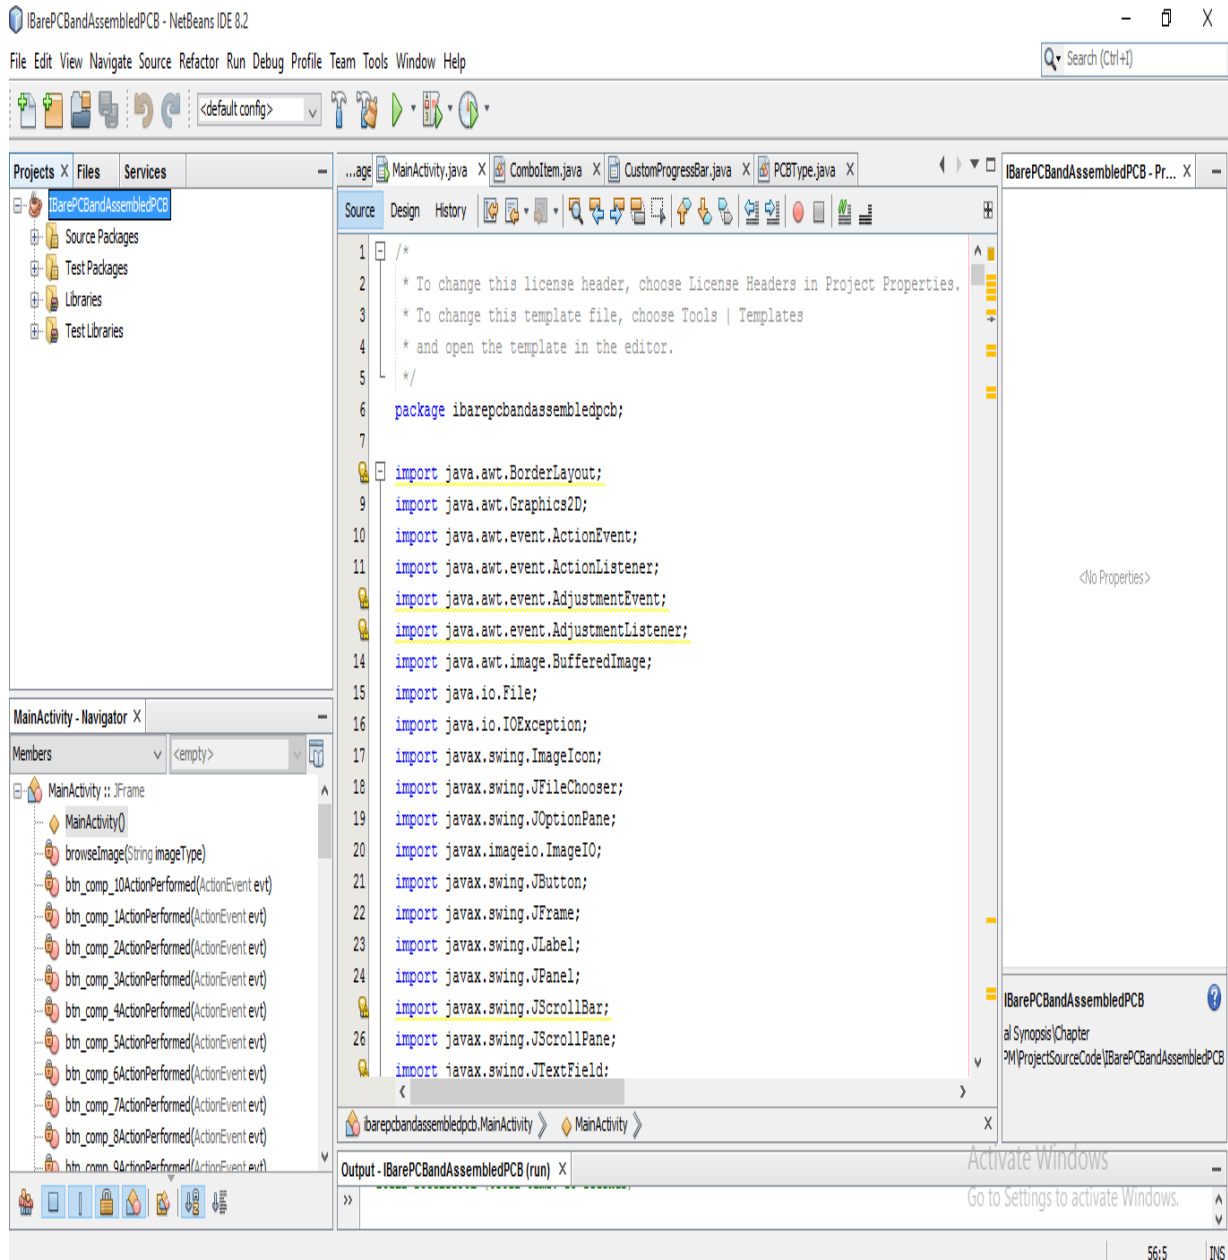 IBarePCBandAssembledPCB - NetBeans IDE 8.2
File Edit View Navigate Source Refactor Run Debug Profile Team Tools Window Help
Search (Ctrl+I)
<default config>
Projects X Files Services
IBarePCBandAssembledPCB
Source Packages
Test Packages
Libraries
Test Libraries
MainActivity - Navigator X
Members
<empty>
MainActivity :: JFrame
MainActivity()
browseImage(String imageType)
btn_comp_10ActionPerformed(ActionEvent evt)
btn_comp_1ActionPerformed(ActionEvent evt)
btn_comp_2ActionPerformed(ActionEvent evt)
btn_comp_3ActionPerformed(ActionEvent evt)
btn_comp_4ActionPerformed(ActionEvent evt)
btn_comp_5ActionPerformed(ActionEvent evt)
btn_comp_6ActionPerformed(ActionEvent evt)
btn_comp_7ActionPerformed(ActionEvent evt)
btn_comp_8ActionPerformed(ActionEvent evt)
btn_comp_9ActionPerformed(ActionEvent evt)
...age MainActivity.java X ComboItem.java X CustomProgressBar.java X PCBType.java X
Source Design History
1 /*
2 * To change this license header, choose License Headers in Project Properties.
3 * To change this template file, choose Tools | Templates
4 * and open the template in the editor.
5 */
6 package ibarepcbandassembledpcb;
7
import java.awt.BorderLayout;
9 import java.awt.Graphics2D;
10 import java.awt.event.ActionEvent;
11 import java.awt.event.ActionListener;
import java.awt.event.AdjustmentEvent;
import java.awt.event.AdjustmentListener;
14 import java.awt.image.BufferedImage;
15 import java.io.File;
16 import java.io.IOException;
17 import javax.swing.ImageIcon;
18 import javax.swing.JFileChooser;
19 import javax.swing.JOptionPane;
20 import javax.imageio.ImageIO;
21 import javax.swing.JButton;
22 import javax.swing.JFrame;
23 import javax.swing.JLabel;
24 import javax.swing.JPanel;
import javax.swing.JScrollBar;
26 import javax.swing.JScrollPane;
import javax.swing.JTextField;
ibarepcbandassembledpcb.MainActivity MainActivity
Output - IBarePCBandAssembledPCB (run) X
IBarePCBandAssembledPCB - Pr... X
<No Properties>
IBarePCBandAssembledPCB
al Synopsis\Chapter
PM\ProjectSourceCode\IBarePCBandAssembledPCB
Activate Windows
Go to Settings to activate Windows.
56:5 INS